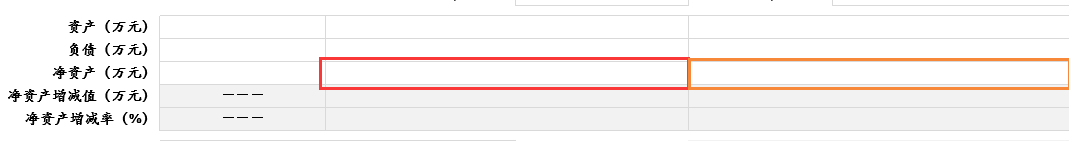 资产（万元）
负债（万元）
净资产（万元）
净资产增减值（万元） ———
净资产增减率（%） ———